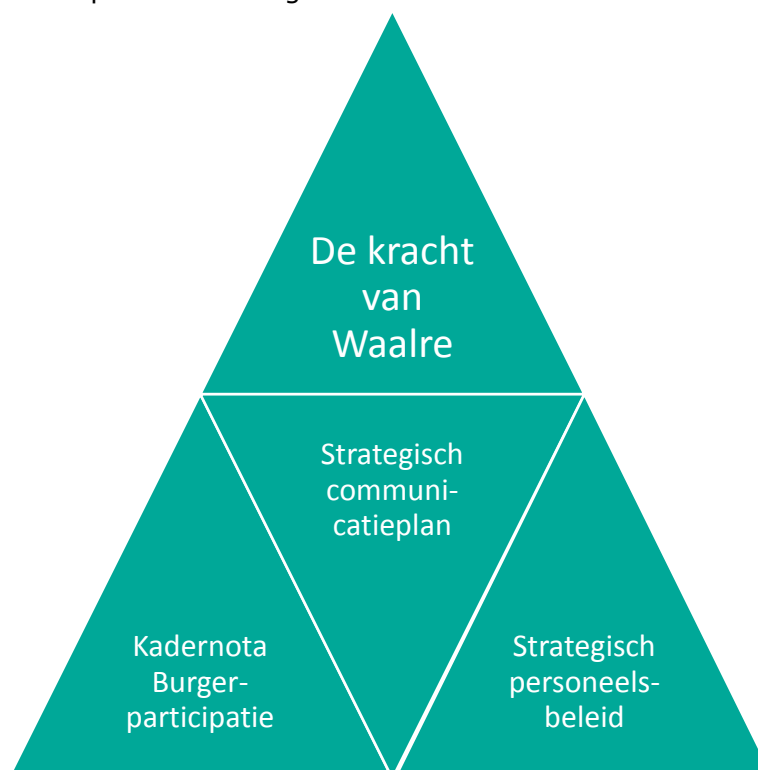 De kracht
van
Waalre
Strategisch
communi-
catieplan
Kadernota
Burger-
participatie
Strategisch
personeels-
beleid